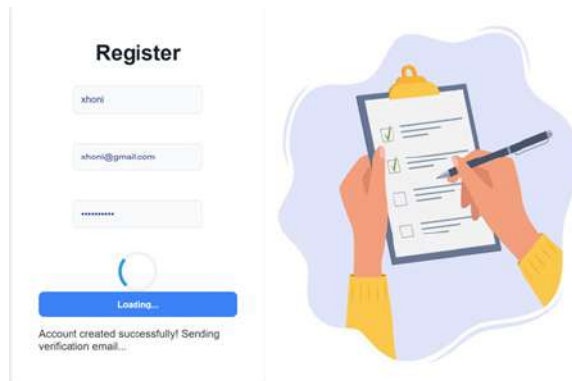 Register
xhoni
xhoni@gmail.com
••••••••••
Loading...
Account created successfully! Sending
verification email...